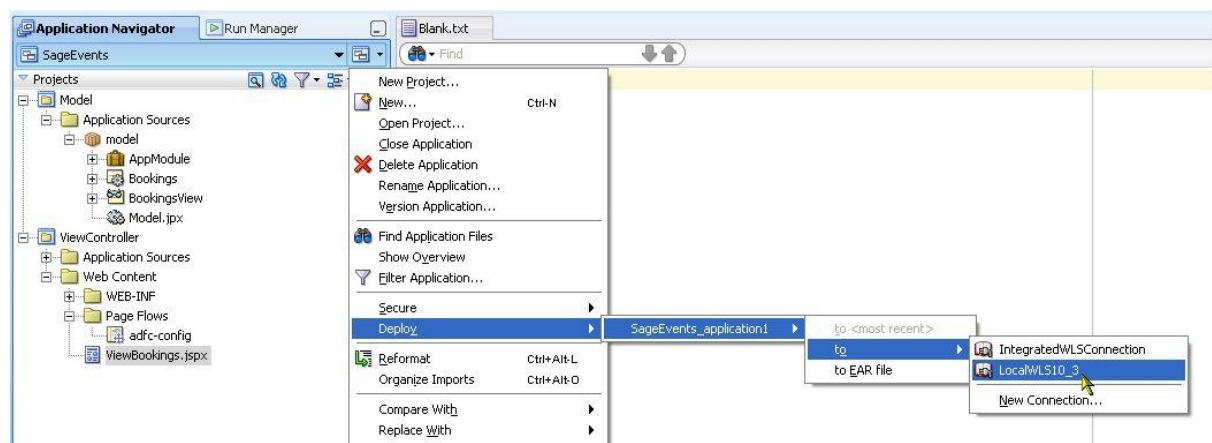 Application Navigator
Run Manager
Blank.txt
SageEvents
Find
Projects
Model
Application Sources
model
AppModule
Bookings
BookingsView
Model.jpx
ViewController
Application Sources
Web Content
WEB-INF
Page Flows
adfc-config
ViewBookings.jspx
New Project...
New... Ctrl-N
Open Project...
Close Application
Delete Application
Rename Application...
Version Application...
Find Application Files
Show Overview
Filter Application...
Secure
Deploy
Reformat Ctrl+Alt-L
Organize Imports Ctrl+Alt-O
Compare With
Replace With
SageEvents_application1
to <most recent>
to
to EAR file
IntegratedWLSConnection
LocalWLS10_3
New Connection...